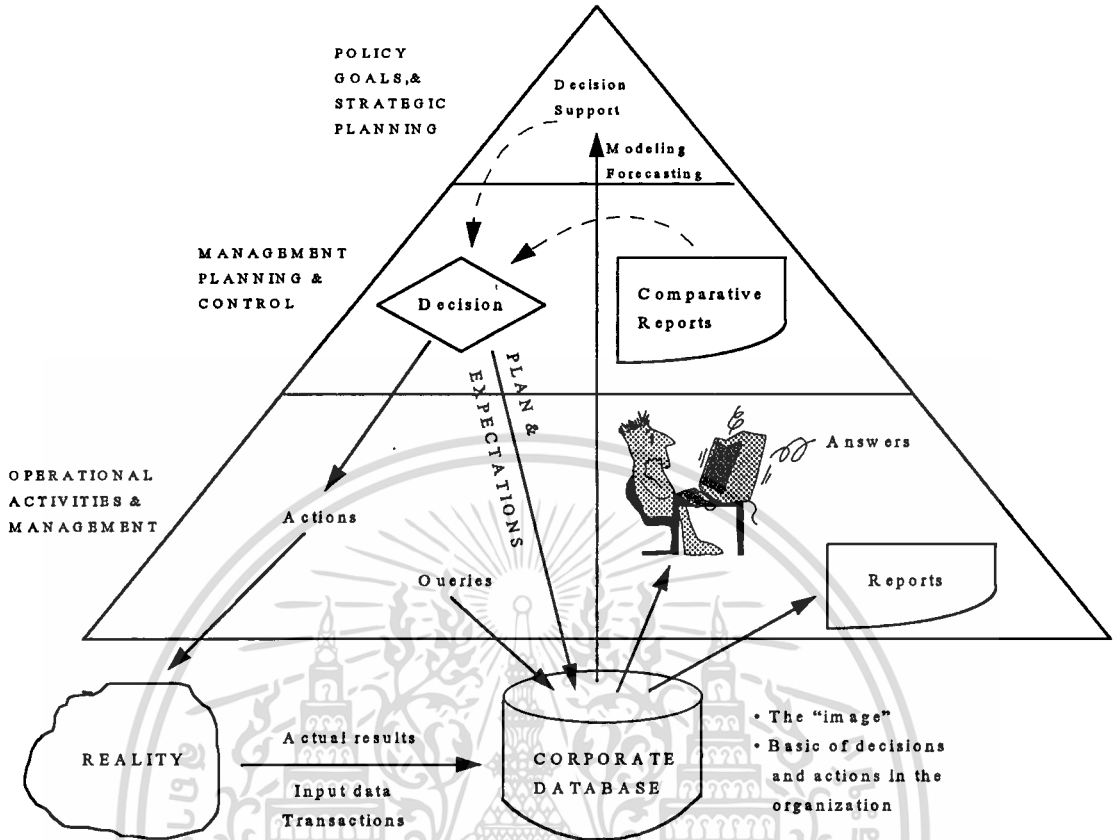 POLICY
GOALS,&
STRATEGIC
PLANNING
Decision
Support
Modeling
Forecasting
MANAGEMENT
PLANNING &
CONTROL
Decision
Comparative
Reports
PLAN &
EXPECTATIONS
Answers
OPERATIONAL
ACTIVITIES &
MANAGEMENT
Actions
Queries
Reports
REALITY
Actual results
Input data
Transactions
CORPORATE
DATABASE
• The “image”
• Basic of decisions
and actions in the
organization